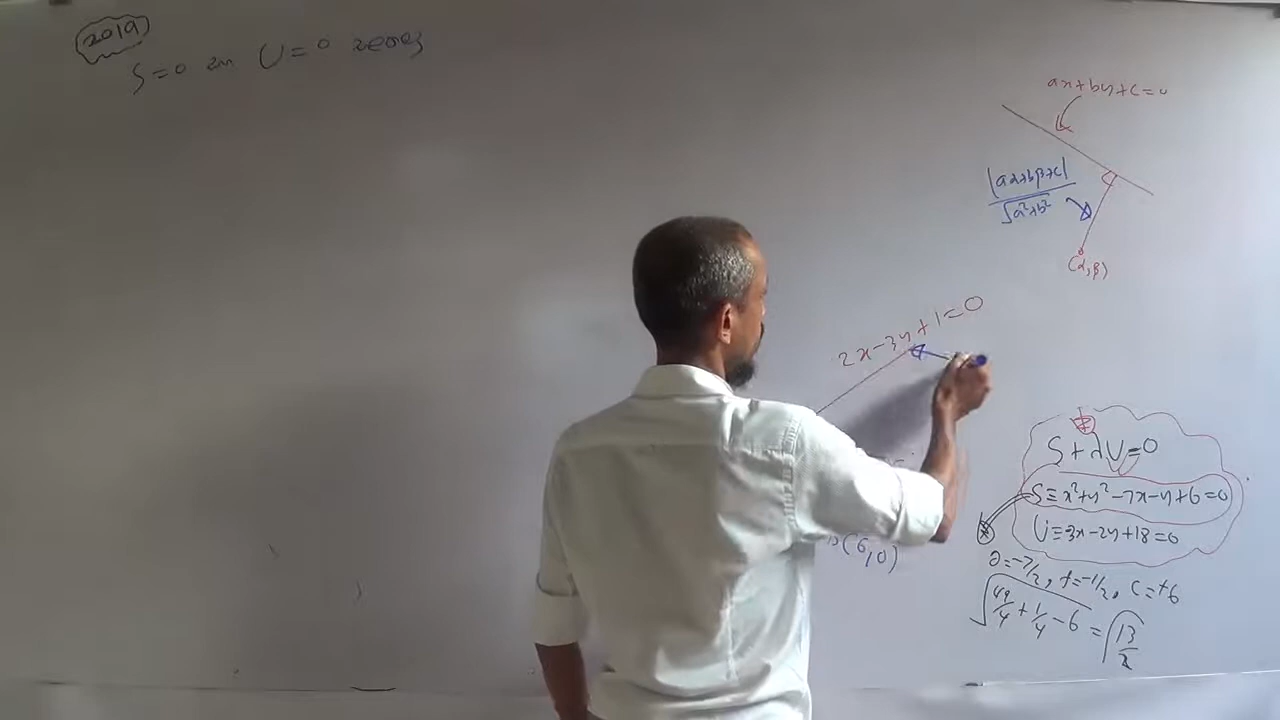 2019
S=0 U=0
ax+by+c=0
|aα+bβ+c|
√a²+b²
(α,β)
2x-3y+1=0
S+λU=0
S≡x²+y²-7x-y+6=0
U≡3x-2y+18=0
(6,0)
g=-7/2, f=-1/2, c=+6
√49/4+1/4-6 = √13/2